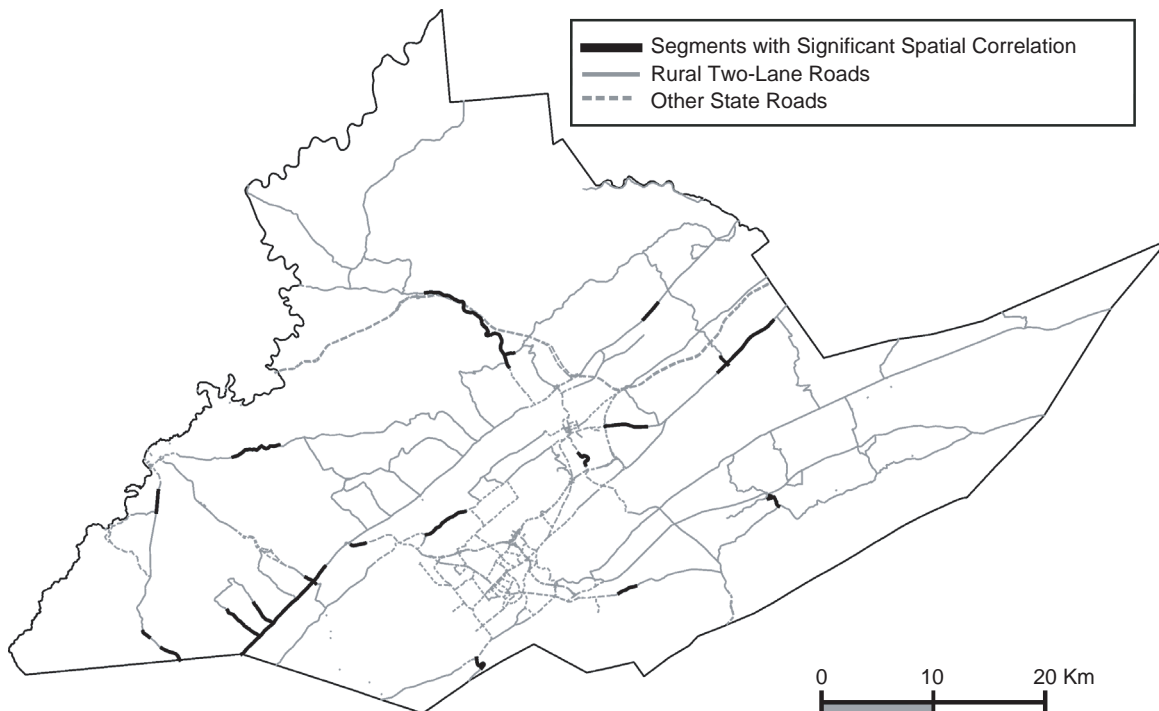 Segments with Significant Spatial Correlation
Rural Two-Lane Roads
Other State Roads
0 10 20 Km